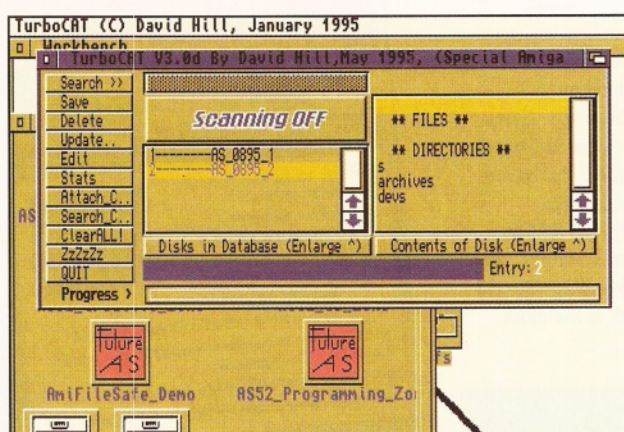 TurboCAT (C) David Hill, January 1995
Workbench
TurboCAT V3.0d By David Hill,May 1995, (Special Amiga
Search >>
Save
Delete
Update..
Edit
Stats
Attach_C..
Search_C..
ClearALL!
ZzZzZz
QUIT
Progress >
Scanning OFF
1-------AS_0895_1
2-------AS_0895_2
Disks in Database (Enlarge ^)
** FILES **
** DIRECTORIES **
s
archives
devs
Contents of Disk (Enlarge ^)
Entry:2
AS
fs
Future
AS
Future
AS
AmiFileSafe_Demo
AS52_Programming_Zo